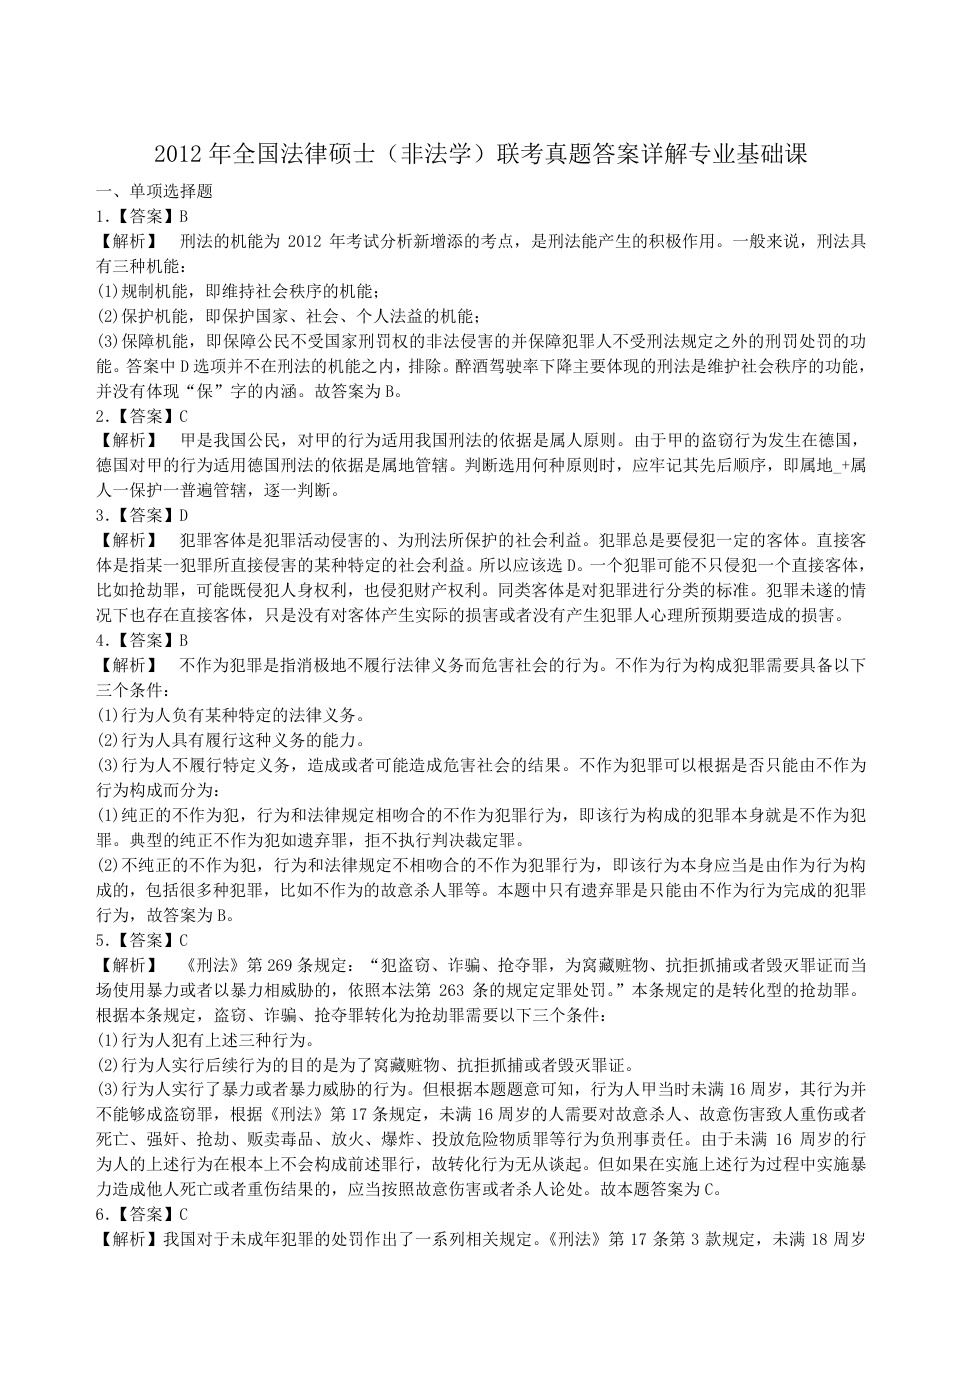 2012 年全国法律硕士（非法学）联考真题答案详解专业基础课
一、单项选择题
1.【答案】B
【解析】 刑法的机能为 2012 年考试分析新增添的考点，是刑法能产生的积极作用。一般来说，刑法具
有三种机能：
(1)规制机能，即维持社会秩序的机能；
(2)保护机能，即保护国家、社会、个人法益的机能；
(3)保障机能，即保障公民不受国家刑罚权的非法侵害的并保障犯罪人不受刑法规定之外的刑罚处罚的功
能。答案中 D 选项并不在刑法的机能之内，排除。醉酒驾驶率下降主要体现的刑法是维护社会秩序的功能，
并没有体现“保”字的内涵。故答案为 B。
2.【答案】C
【解析】 甲是我国公民，对甲的行为适用我国刑法的依据是属人原则。由于甲的盗窃行为发生在德国，
德国对甲的行为适用德国刑法的依据是属地管辖。判断选用何种原则时，应牢记其先后顺序，即属地_+属
人一保护一普遍管辖，逐一判断。
3.【答案】D
【解析】 犯罪客体是犯罪活动侵害的、为刑法所保护的社会利益。犯罪总是要侵犯一定的客体。直接客
体是指某一犯罪所直接侵害的某种特定的社会利益。所以应该选 D。一个犯罪可能不只侵犯一个直接客体，
比如抢劫罪，可能既侵犯人身权利，也侵犯财产权利。同类客体是对犯罪进行分类的标准。犯罪未遂的情
况下也存在直接客体，只是没有对客体产生实际的损害或者没有产生犯罪人心理所预期要造成的损害。
4.【答案】B
【解析】 不作为犯罪是指消极地不履行法律义务而危害社会的行为。不作为行为构成犯罪需要具备以下
三个条件：
(1)行为人负有某种特定的法律义务。
(2)行为人具有履行这种义务的能力。
(3)行为人不履行特定义务，造成或者可能造成危害社会的结果。不作为犯罪可以根据是否只能由不作为
行为构成而分为：
(1)纯正的不作为犯，行为和法律规定相吻合的不作为犯罪行为，即该行为构成的犯罪本身就是不作为犯
罪。典型的纯正不作为犯如遗弃罪，拒不执行判决裁定罪。
(2)不纯正的不作为犯，行为和法律规定不相吻合的不作为犯罪行为，即该行为本身应当是由作为行为构
成的，包括很多种犯罪，比如不作为的故意杀人罪等。本题中只有遗弃罪是只能由不作为行为完成的犯罪
行为，故答案为 B。
5.【答案】C
【解析】 《刑法》第 269 条规定：“犯盗窃、诈骗、抢夺罪，为窝藏赃物、抗拒抓捕或者毁灭罪证而当
场使用暴力或者以暴力相威胁的，依照本法第 263 条的规定定罪处罚。”本条规定的是转化型的抢劫罪。
根据本条规定，盗窃、诈骗、抢夺罪转化为抢劫罪需要以下三个条件：
(1)行为人犯有上述三种行为。
(2)行为人实行后续行为的目的是为了窝藏赃物、抗拒抓捕或者毁灭罪证。
(3)行为人实行了暴力或者暴力威胁的行为。但根据本题题意可知，行为人甲当时未满 16 周岁，其行为并
不能够成盗窃罪，根据《刑法》第 17 条规定，未满 16 周岁的人需要对故意杀人、故意伤害致人重伤或者
死亡、强奸、抢劫、贩卖毒品、放火、爆炸、投放危险物质罪等行为负刑事责任。由于未满 16 周岁的行
为人的上述行为在根本上不会构成前述罪行，故转化行为无从谈起。但如果在实施上述行为过程中实施暴
力造成他人死亡或者重伤结果的，应当按照故意伤害或者杀人论处。故本题答案为 C。
6.【答案】C
【解析】我国对于未成年犯罪的处罚作出了一系列相关规定。《刑法》第 17 条第 3 款规定，未满 18 周岁